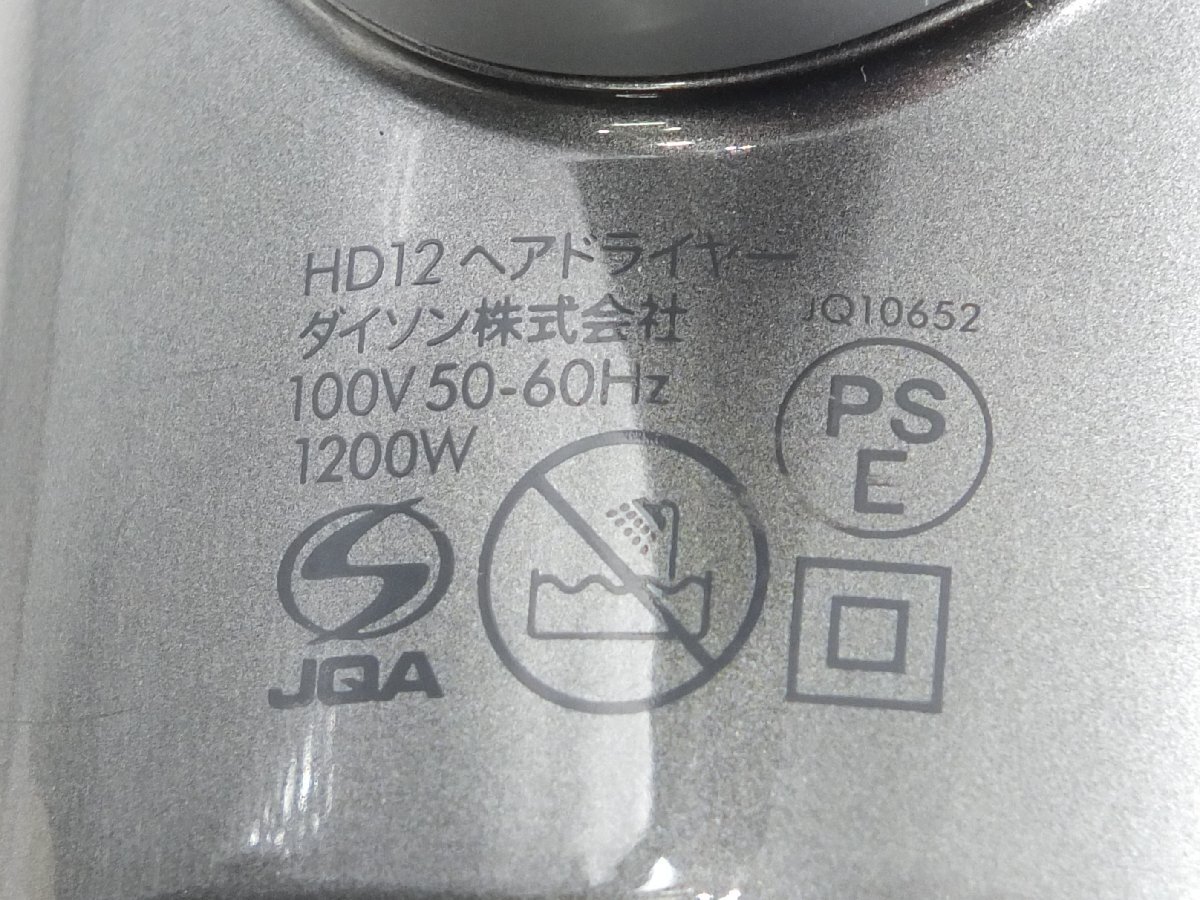 HD12 ヘアドライヤー
ダイソン株式会社
100V 50-60Hz
1200W
JQ10652
PS
E
JQA